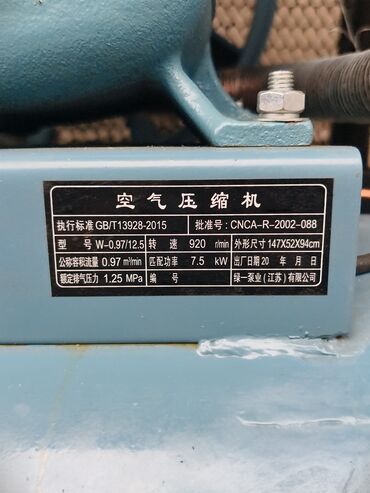 空气压缩机
执行标准 GB/T13928-2015 批准号: CNCA-R-2002-088
型号 W-0.97/12.5 转速 920 r/min 外形尺寸 147X52X94cm
公称容积流量 0.97 m³/min 匹配功率 7.5 kW 出厂日期 20 年 月 日
额定排气压力 1.25 MPa 编号 绿一泵业(江苏)有限公司